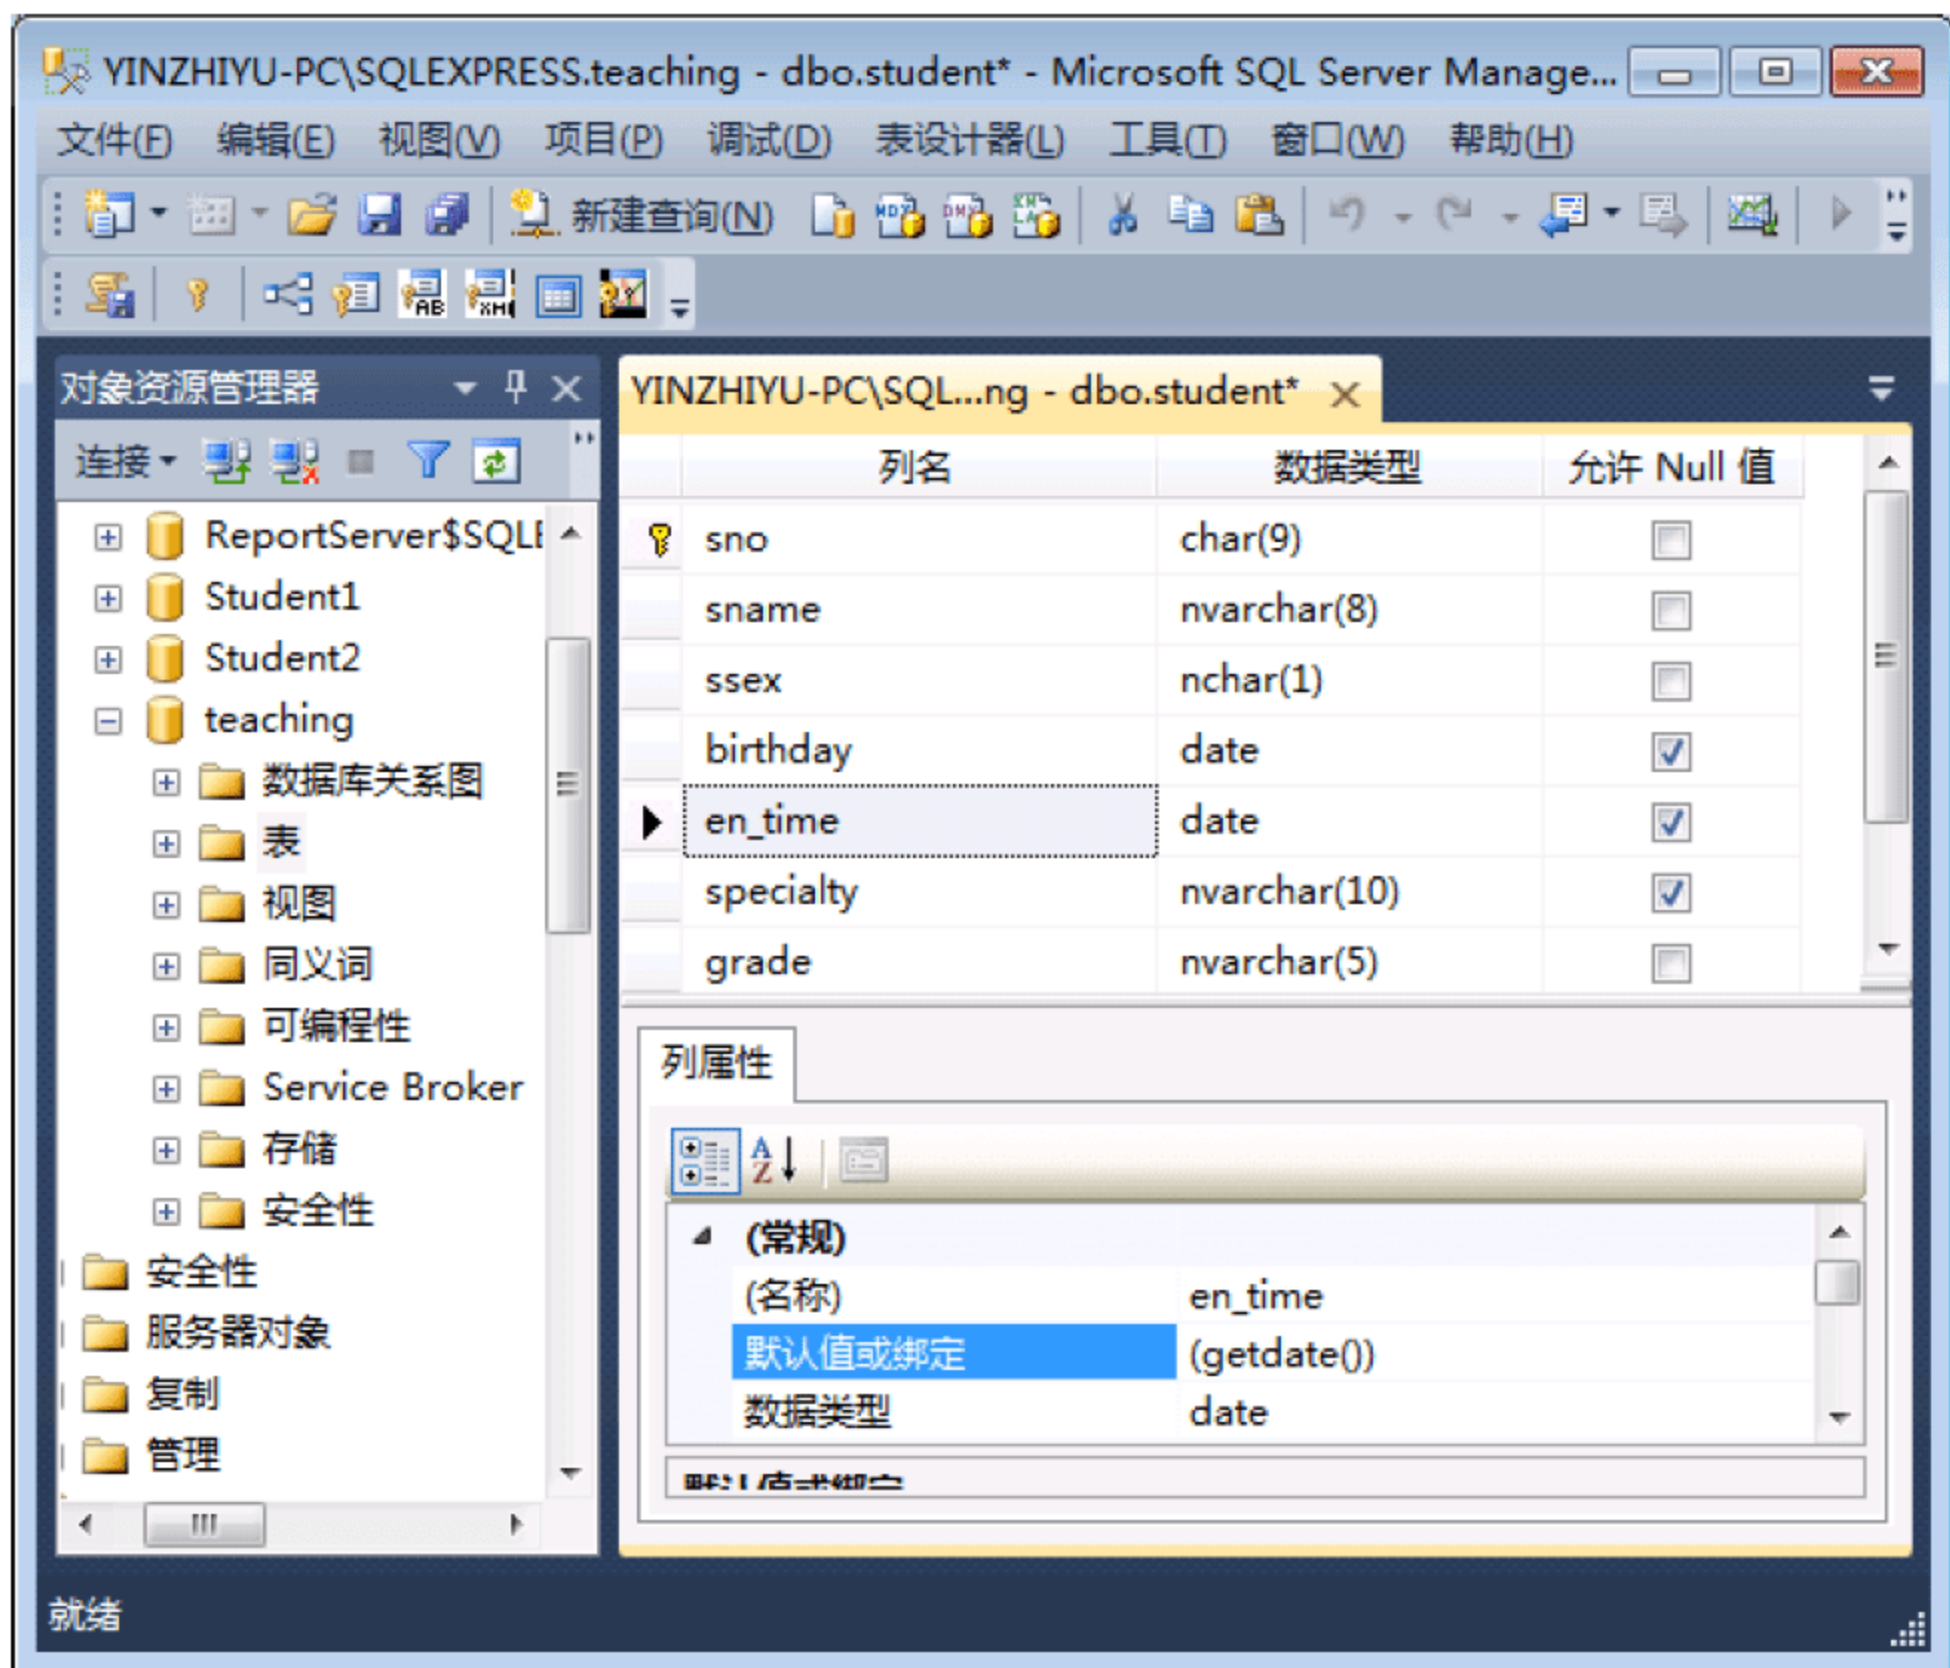 YINZHIYU-PC\SQLEXPRESS.teaching - dbo.student* - Microsoft SQL Server Manage...
文件(F) 编辑(E) 视图(V) 项目(P) 调试(D) 表设计器(L) 工具(T) 窗口(W) 帮助(H)
新建查询(N)
对象资源管理器
连接
ReportServer$SQLE
Student1
Student2
teaching
数据库关系图
表
视图
同义词
可编程性
Service Broker
存储
安全性
安全性
服务器对象
复制
管理
YINZHIYU-PC\SQL...ng - dbo.student*
列名 数据类型 允许 Null 值
sno char(9)
sname nvarchar(8)
ssex nchar(1)
birthday date
en_time date
specialty nvarchar(10)
grade nvarchar(5)
列属性
(常规)
(名称) en_time
默认值或绑定 (getdate())
数据类型 date
默认值或绑定
就绪